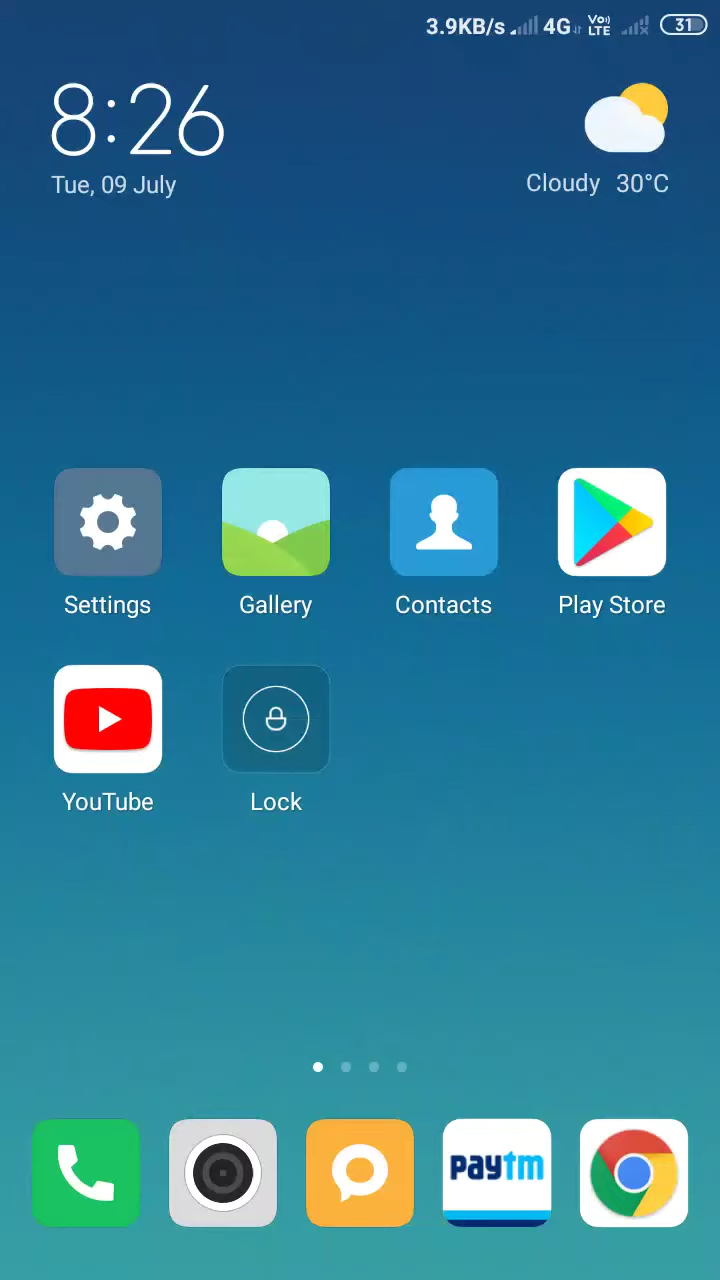 3.9KB/s 4G Vo)) LTE 31
8:26
Tue, 09 July
Cloudy 30°C
Settings Gallery Contacts Play Store
YouTube Lock
paytm